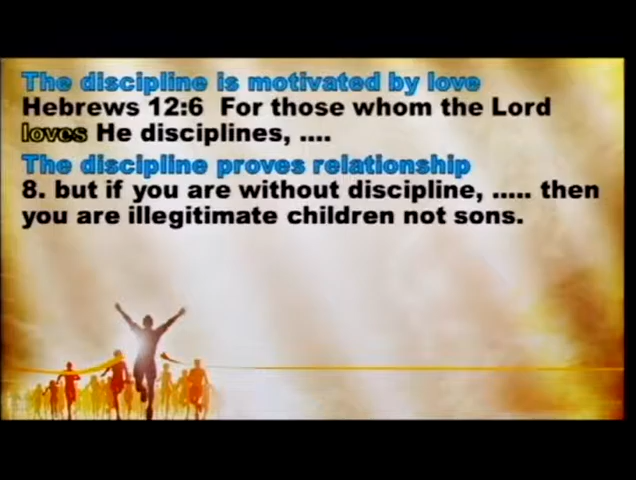 The discipline is motivated by love
Hebrews 12:6  For those whom the Lord
loves He disciplines, ....
The discipline proves relationship
8. but if you are without discipline, ..... then
you are illegitimate children not sons.